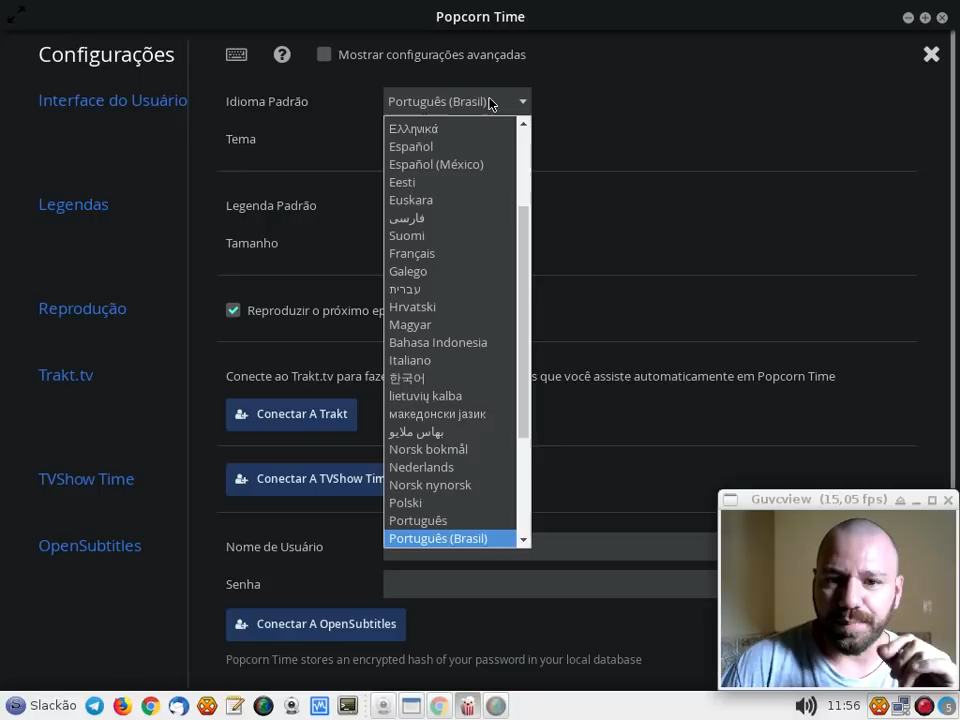 Popcorn Time
Configurações
Mostrar configurações avançadas
Interface do Usuário
Idioma Padrão
Português (Brasil)
Tema
Ελληνικά
Español
Español (México)
Eesti
Euskara
فارسی
Suomi
Français
Galego
עברית
Hrvatski
Magyar
Bahasa Indonesia
Italiano
한국어
lietuvių kalba
македонски јазик
بهاس ملايو
Norsk bokmål
Nederlands
Norsk nynorsk
Polski
Português
Português (Brasil)
Legendas
Legenda Padrão
Tamanho
Reprodução
Reproduzir o próximo ep
Trakt.tv
Conecte ao Trakt.tv para faze
s que você assiste automaticamente em Popcorn Time
Conectar A Trakt
TVShow Time
Conectar A TVShow Tim
OpenSubtitles
Nome de Usuário
Senha
Conectar A OpenSubtitles
Popcorn Time stores an encrypted hash of your password in your local database
Guvcview (15,05 fps)
Slackão
11:56
5